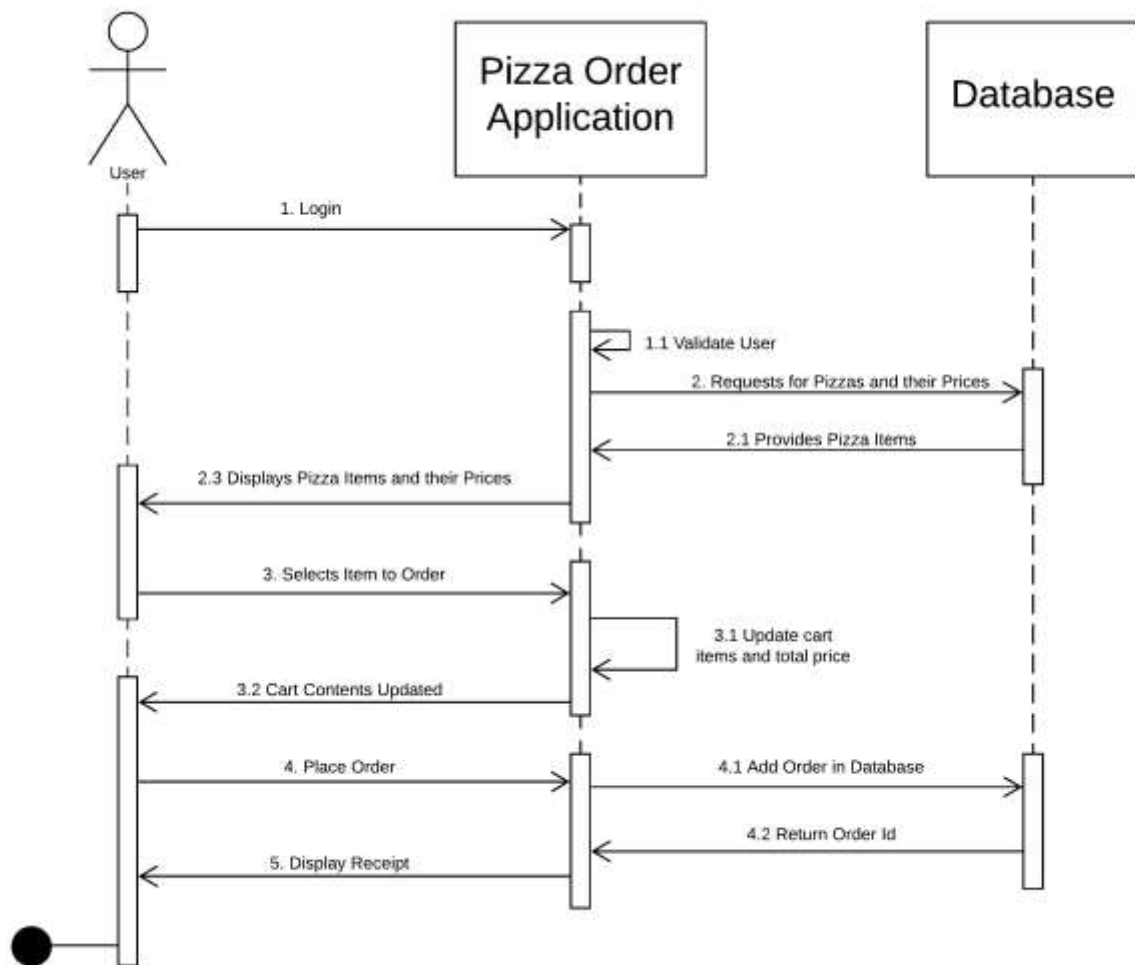 Pizza Order
Application
Database
User
1. Login
1.1 Validate User
2. Requests for Pizzas and their Prices
2.1 Provides Pizza Items
2.3 Displays Pizza Items and their Prices
3. Selects Item to Order
3.1 Update cart
items and total price
3.2 Cart Contents Updated
4. Place Order
4.1 Add Order in Database
4.2 Return Order Id
5. Display Receipt